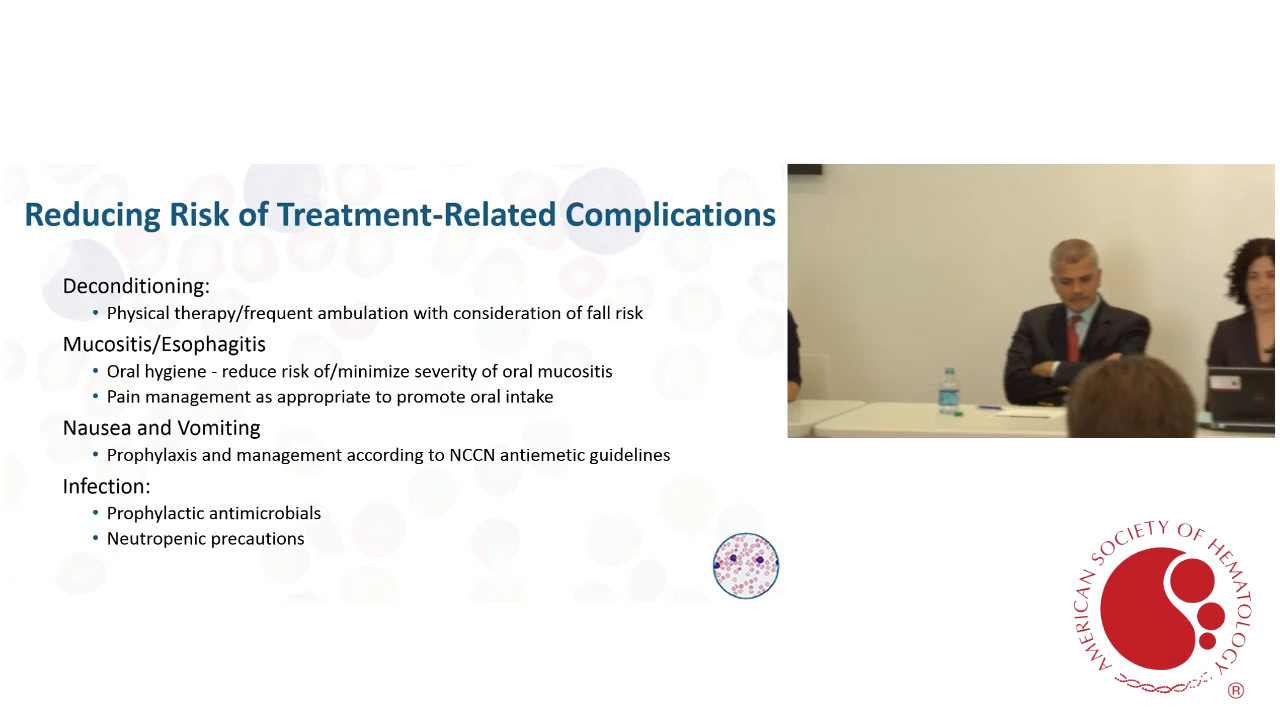 Reducing Risk of Treatment-Related Complications
Deconditioning:
• Physical therapy/frequent ambulation with consideration of fall risk
Mucositis/Esophagitis
• Oral hygiene - reduce risk of/minimize severity of oral mucositis
• Pain management as appropriate to promote oral intake
Nausea and Vomiting
• Prophylaxis and management according to NCCN antiemetic guidelines
Infection:
• Prophylactic antimicrobials
• Neutropenic precautions
AMERICAN SOCIETY OF HEMATOLOGY
®